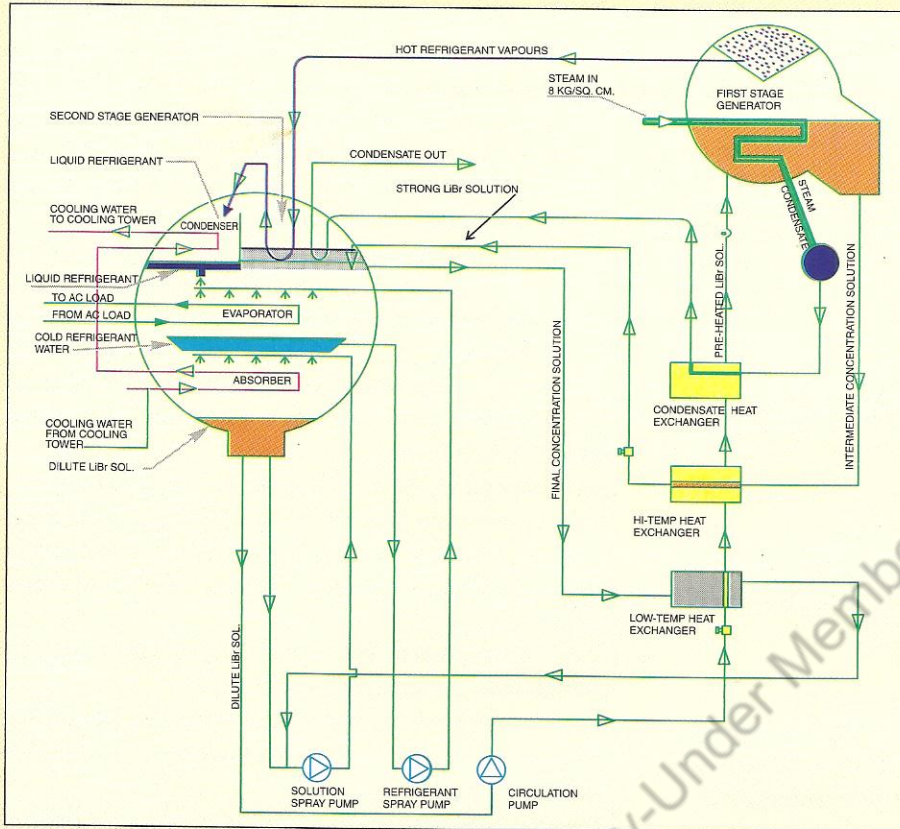 HOT REFRIGERANT VAPOURS
STEAM IN
8 KG/SQ. CM.
FIRST STAGE
GENERATOR
SECOND STAGE GENERATOR
LIQUID REFRIGERANT
CONDENSATE OUT
STRONG LiBr SOLUTION
STEAM
CONDENSATE
COOLING WATER
TO COOLING TOWER
CONDENSER
LIQUID REFRIGERANT
TO AC LOAD
FROM AC LOAD
EVAPORATOR
COLD REFRIGERANT
WATER
ABSORBER
COOLING WATER
FROM COOLING
TOWER
DILUTE LiBr SOL.
PRE-HEATED LiBr SOL.
INTERMEDIATE CONCENTRATION SOLUTION
FINAL CONCENTRATION SOLUTION
CONDENSATE HEAT
EXCHANGER
HI-TEMP HEAT
EXCHANGER
LOW-TEMP HEAT
EXCHANGER
DILUTE LiBr SOL.
SOLUTION
SPRAY PUMP
REFRIGERANT
SPRAY PUMP
CIRCULATION
PUMP
y-Under Membe